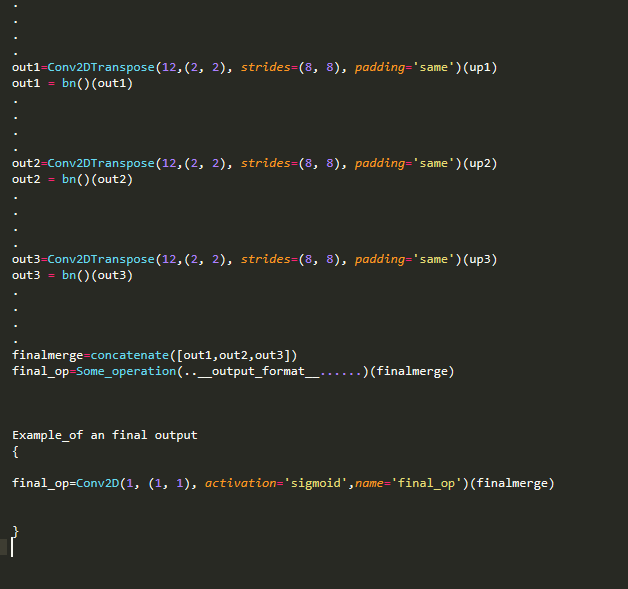 .
.
.
.
out1=Conv2DTranspose(12,(2, 2), strides=(8, 8), padding='same')(up1)
out1 = bn()(out1)
.
.
.
.
out2=Conv2DTranspose(12,(2, 2), strides=(8, 8), padding='same')(up2)
out2 = bn()(out2)
.
.
.
.
out3=Conv2DTranspose(12,(2, 2), strides=(8, 8), padding='same')(up3)
out3 = bn()(out3)
.
.
.
.
finalmerge=concatenate([out1,out2,out3])
final_op=Some_operation(..__output_format__......)(finalmerge)
Example_of an final output
{
final_op=Conv2D(1, (1, 1), activation='sigmoid',name='final_op')(finalmerge)
}